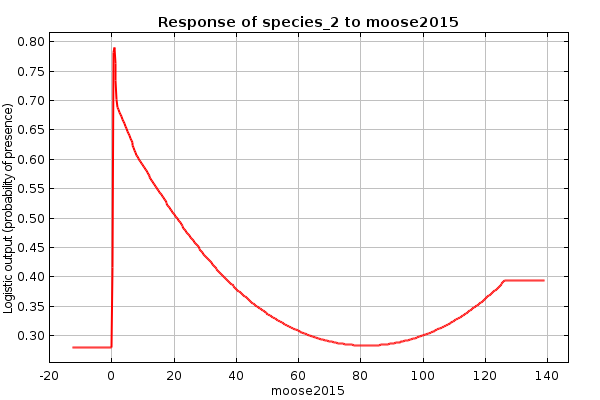 Response of species_2 to moose2015
Logistic output (probability of presence)
0.80
0.75
0.70
0.65
0.60
0.55
0.50
0.45
0.40
0.35
0.30
-20 0 20 40 60 80 100 120 140
moose2015